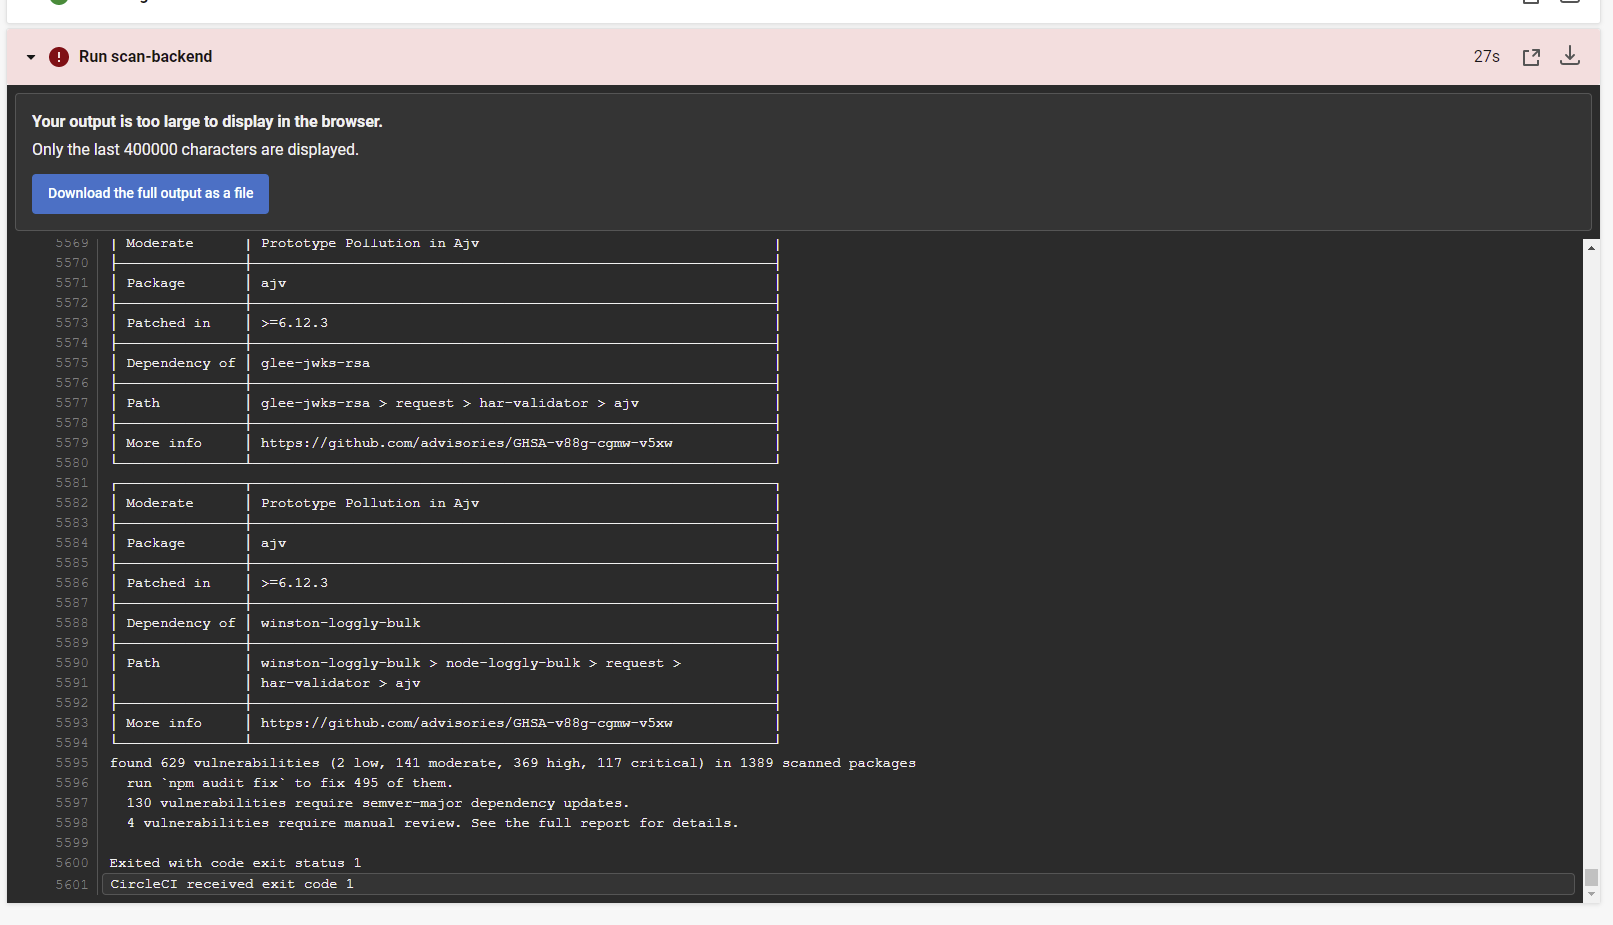 Run scan-backend
27s
Your output is too large to display in the browser.
Only the last 400000 characters are displayed.
Download the full output as a file
5569 | Moderate | Prototype Pollution in Ajv |
5570
5571 | Package | ajv |
5572
5573 | Patched in | >=6.12.3 |
5574
5575 | Dependency of | glee-jwks-rsa |
5576
5577 | Path | glee-jwks-rsa > request > har-validator > ajv |
5578
5579 | More info | https://github.com/advisories/GHSA-v88g-cgmw-v5xw |
5580
5581
5582 | Moderate | Prototype Pollution in Ajv |
5583
5584 | Package | ajv |
5585
5586 | Patched in | >=6.12.3 |
5587
5588 | Dependency of | winston-loggly-bulk |
5589
5590 | Path | winston-loggly-bulk > node-loggly-bulk > request > |
5591 | | har-validator > ajv |
5592
5593 | More info | https://github.com/advisories/GHSA-v88g-cgmw-v5xw |
5594
5595 found 629 vulnerabilities (2 low, 141 moderate, 369 high, 117 critical) in 1389 scanned packages
5596 run `npm audit fix` to fix 495 of them.
5597 130 vulnerabilities require semver-major dependency updates.
5598 4 vulnerabilities require manual review. See the full report for details.
5599
5600 Exited with code exit status 1
5601 CircleCI received exit code 1